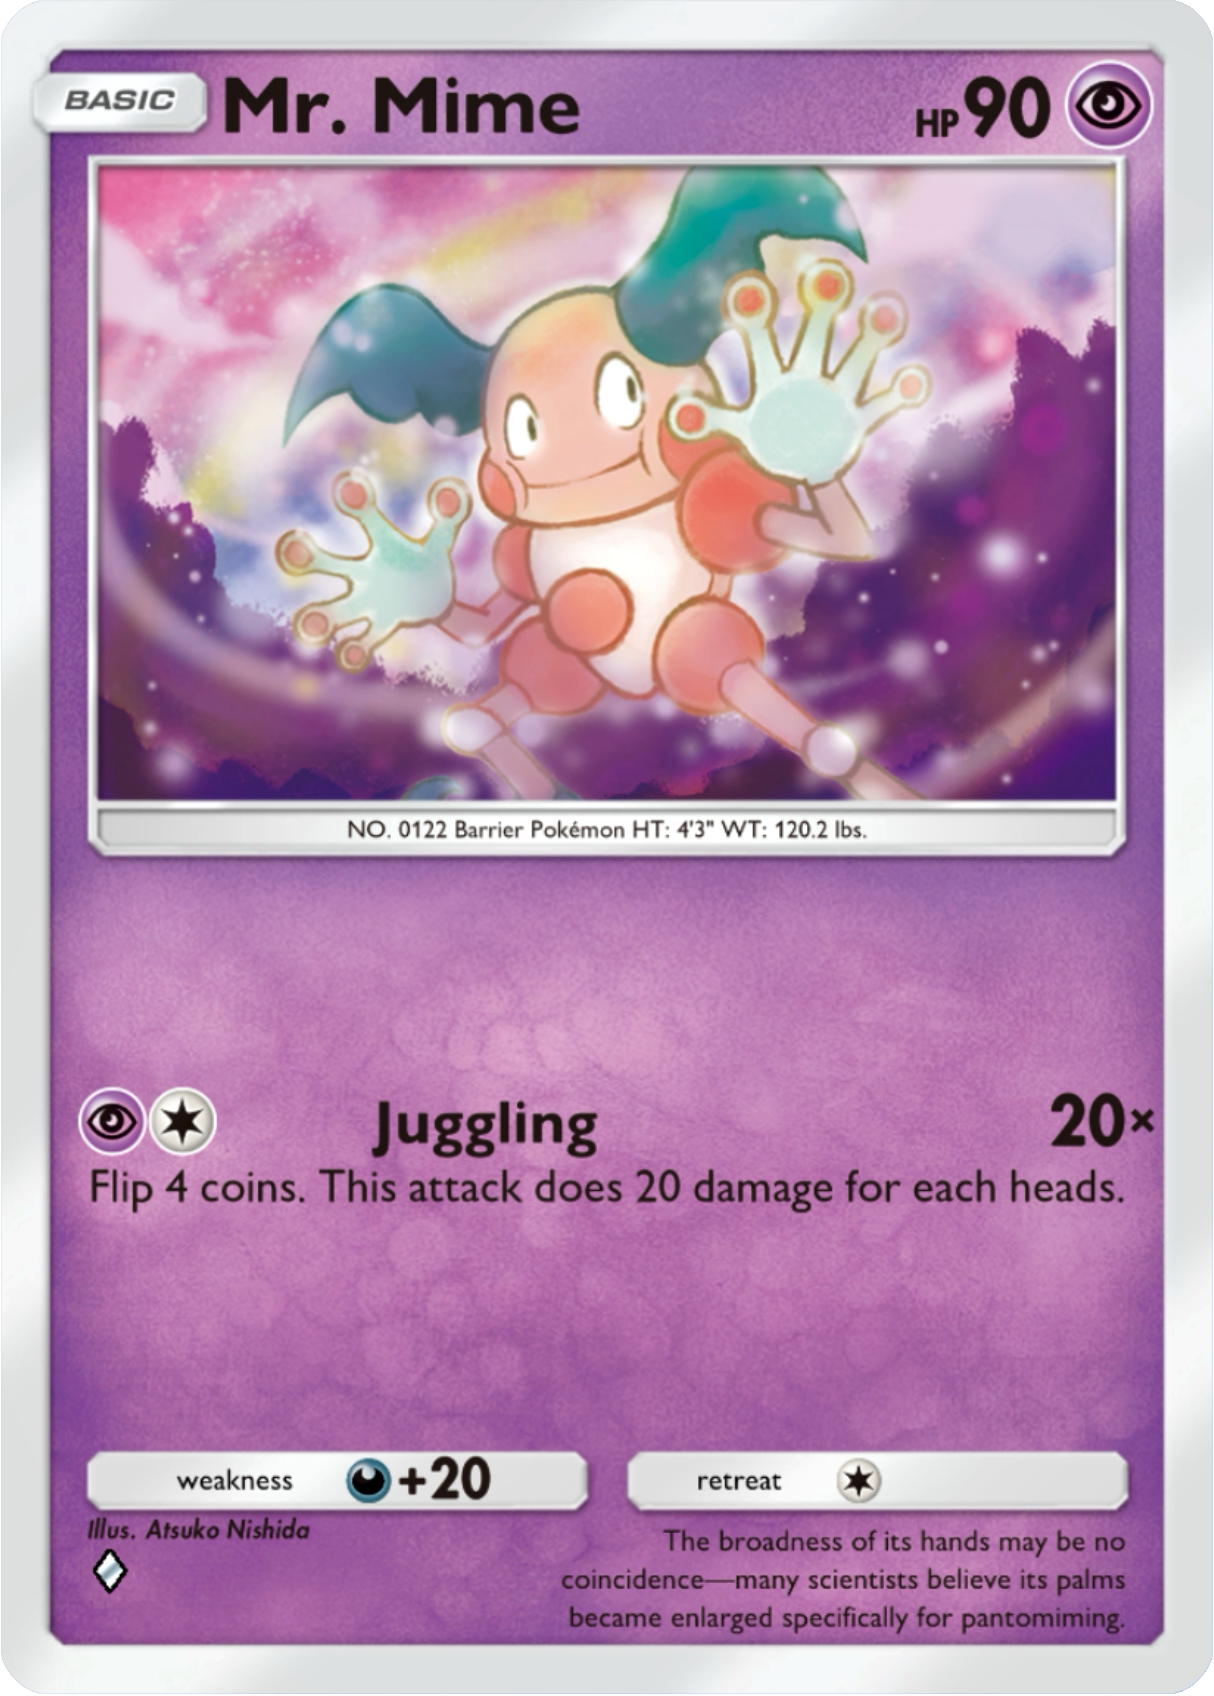 BASIC Mr. Mime HP 90
NO. 0122 Barrier Pokémon HT: 4'3" WT: 120.2 lbs.
Juggling 20×
Flip 4 coins. This attack does 20 damage for each heads.
weakness +20 retreat
Illus. Atsuko Nishida
The broadness of its hands may be no
coincidence—many scientists believe its palms
became enlarged specifically for pantomiming.